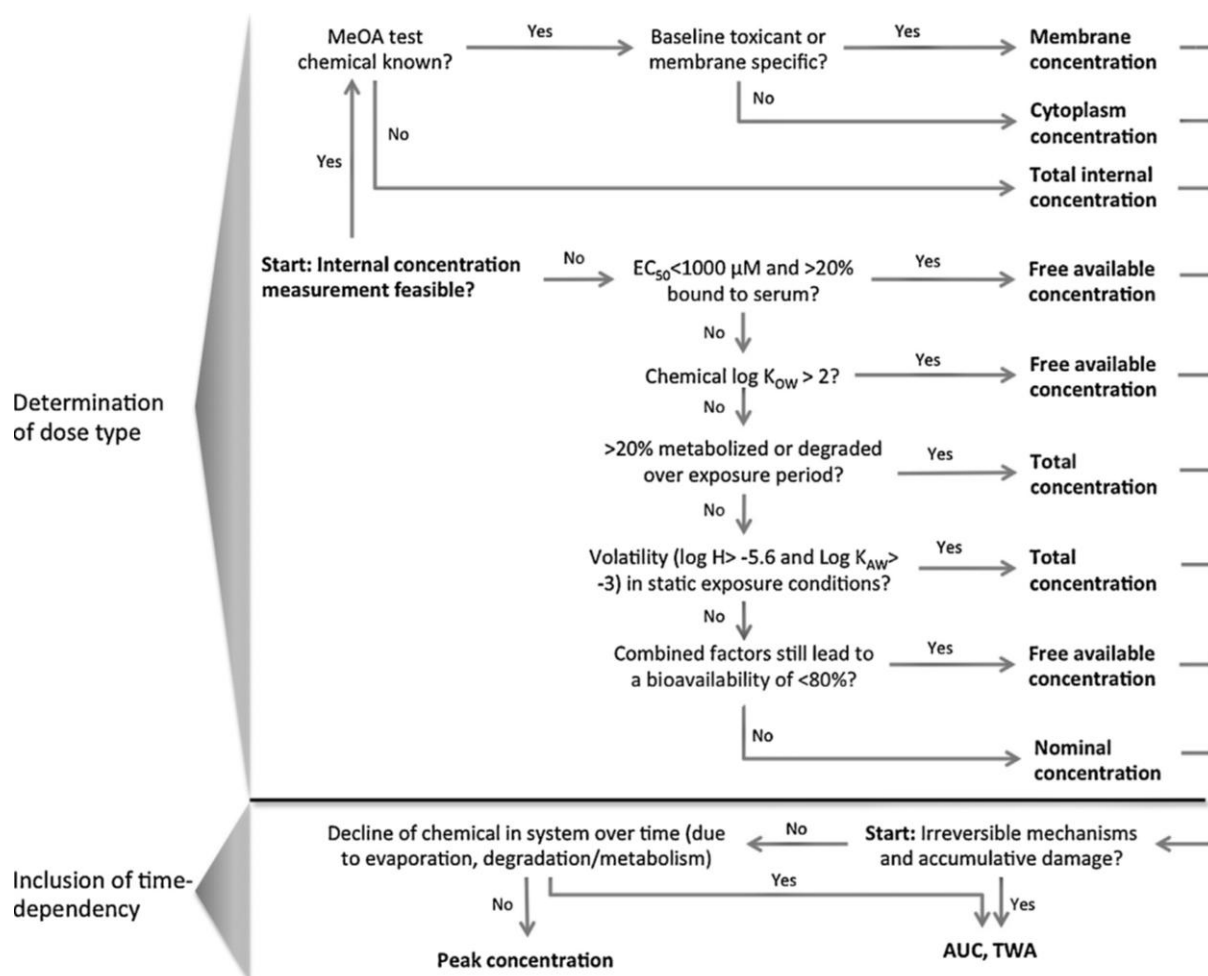 MeOA test
chemical known?
Yes
Baseline toxicant or
membrane specific?
Yes
Membrane
concentration
No
Cytoplasm
concentration
No
Yes
Total internal
concentration
Start: Internal concentration
measurement feasible?
No
EC50<1000 µM and >20%
bound to serum?
Yes
Free available
concentration
No
Chemical log KOW > 2?
Yes
Free available
concentration
Determination
of dose type
No
>20% metabolized or degraded
over exposure period?
Yes
Total
concentration
No
Volatility (log H> -5.6 and Log KAW>
-3) in static exposure conditions?
Yes
Total
concentration
No
Combined factors still lead to
a bioavailability of <80%?
Yes
Free available
concentration
No
Nominal
concentration
Decline of chemical in system over time (due
to evaporation, degradation/metabolism)
No
Start: Irreversible mechanisms
and accumulative damage?
Inclusion of time-
dependency
No
Yes
Yes
Peak concentration
AUC, TWA